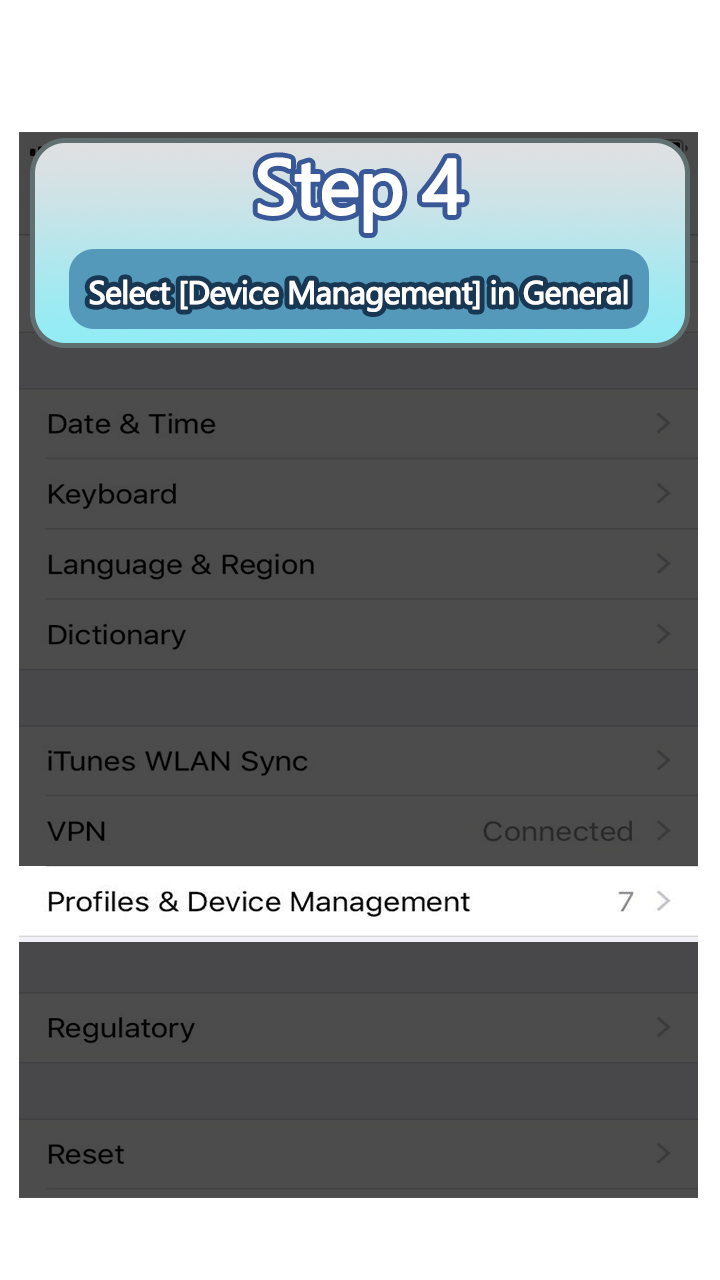 Step 4
Select [Device Management] in General
Date & Time
Keyboard
Language & Region
Dictionary
iTunes WLAN Sync
VPN Connected
Profiles & Device Management 7
Regulatory
Reset